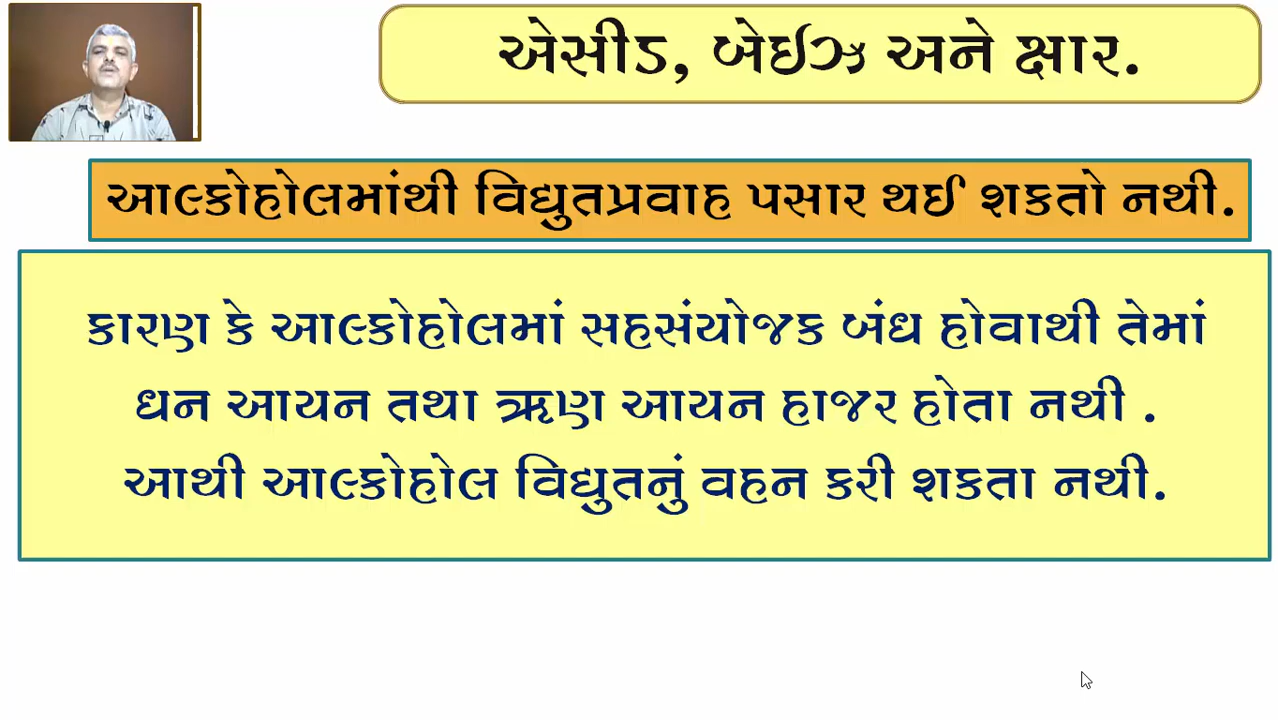 એસીડ, બેઈઝ અને ક્ષાર.
આલ્કોહોલમાંથી વિદ્યુતપ્રવાહ પસાર થઈ શકતો નથી.
કારણ કે આલ્કોહોલમાં સહસંયોજક બંધ હોવાથી તેમાં
ધન આયન તથા ઋણ આયન હાજર હોતા નથી .
આથી આલ્કોહોલ વિદ્યુતનું વહન કરી શકતા નથી.